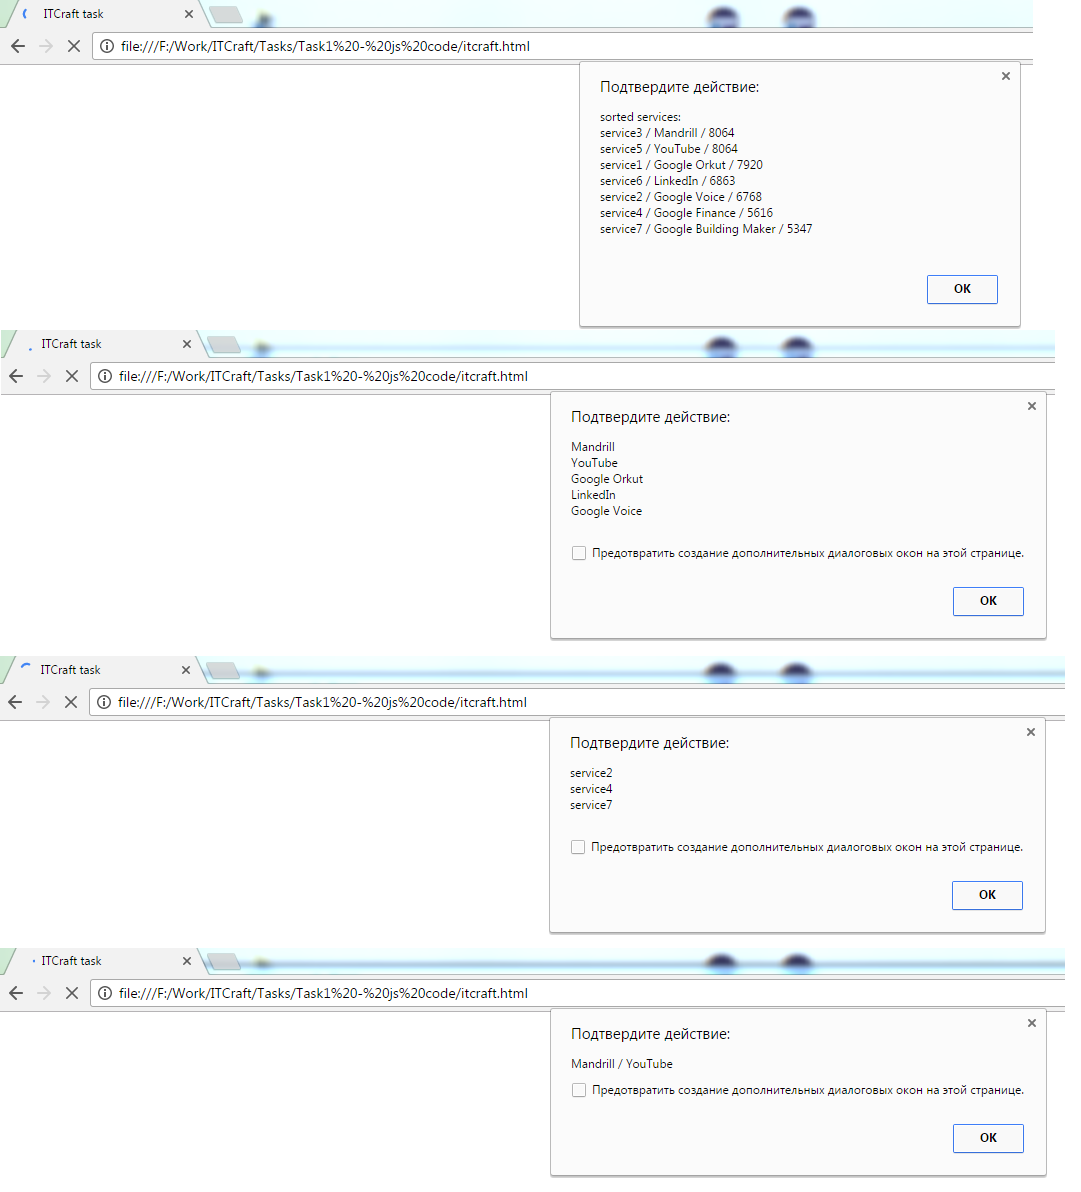 ITCraft task
file:///F:/Work/ITCraft/Tasks/Task1%20-%20js%20code/itcraft.html
Подтвердите действие:
sorted services:
service3 / Mandrill / 8064
service5 / YouTube / 8064
service1 / Google Orkut / 7920
service6 / LinkedIn / 6863
service2 / Google Voice / 6768
service4 / Google Finance / 5616
service7 / Google Building Maker / 5347
OK
ITCraft task
file:///F:/Work/ITCraft/Tasks/Task1%20-%20js%20code/itcraft.html
Подтвердите действие:
Mandrill
YouTube
Google Orkut
LinkedIn
Google Voice
Предотвратить создание дополнительных диалоговых окон на этой странице.
OK
ITCraft task
file:///F:/Work/ITCraft/Tasks/Task1%20-%20js%20code/itcraft.html
Подтвердите действие:
service2
service4
service7
Предотвратить создание дополнительных диалоговых окон на этой странице.
OK
ITCraft task
file:///F:/Work/ITCraft/Tasks/Task1%20-%20js%20code/itcraft.html
Подтвердите действие:
Mandrill / YouTube
Предотвратить создание дополнительных диалоговых окон на этой странице.
OK